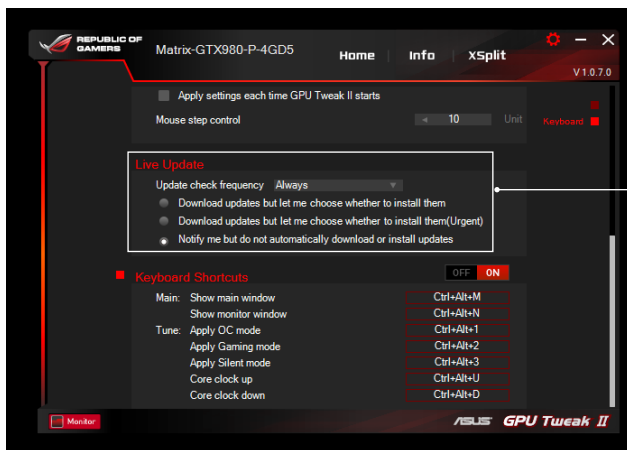 REPUBLIC OF
GAMERS
Matrix-GTX980-P-4GD5
Home
Info
XSplit
V 1.0.7.0
Apply settings each time GPU Tweak II starts
Mouse step control
10
Unit
Keyboard
Live Update
Update check frequency Always
Download updates but let me choose whether to install them
Download updates but let me choose whether to install them(Urgent)
Notify me but do not automatically download or install updates
Keyboard Shortcuts
OFF ON
Main: Show main window Ctrl+Alt+M
Show monitor window Ctrl+Alt+N
Tune: Apply OC mode Ctrl+Alt+1
Apply Gaming mode Ctrl+Alt+2
Apply Silent mode Ctrl+Alt+3
Core clock up Ctrl+Alt+U
Core clock down Ctrl+Alt+D
Monitor
ASUS GPU Tweak II